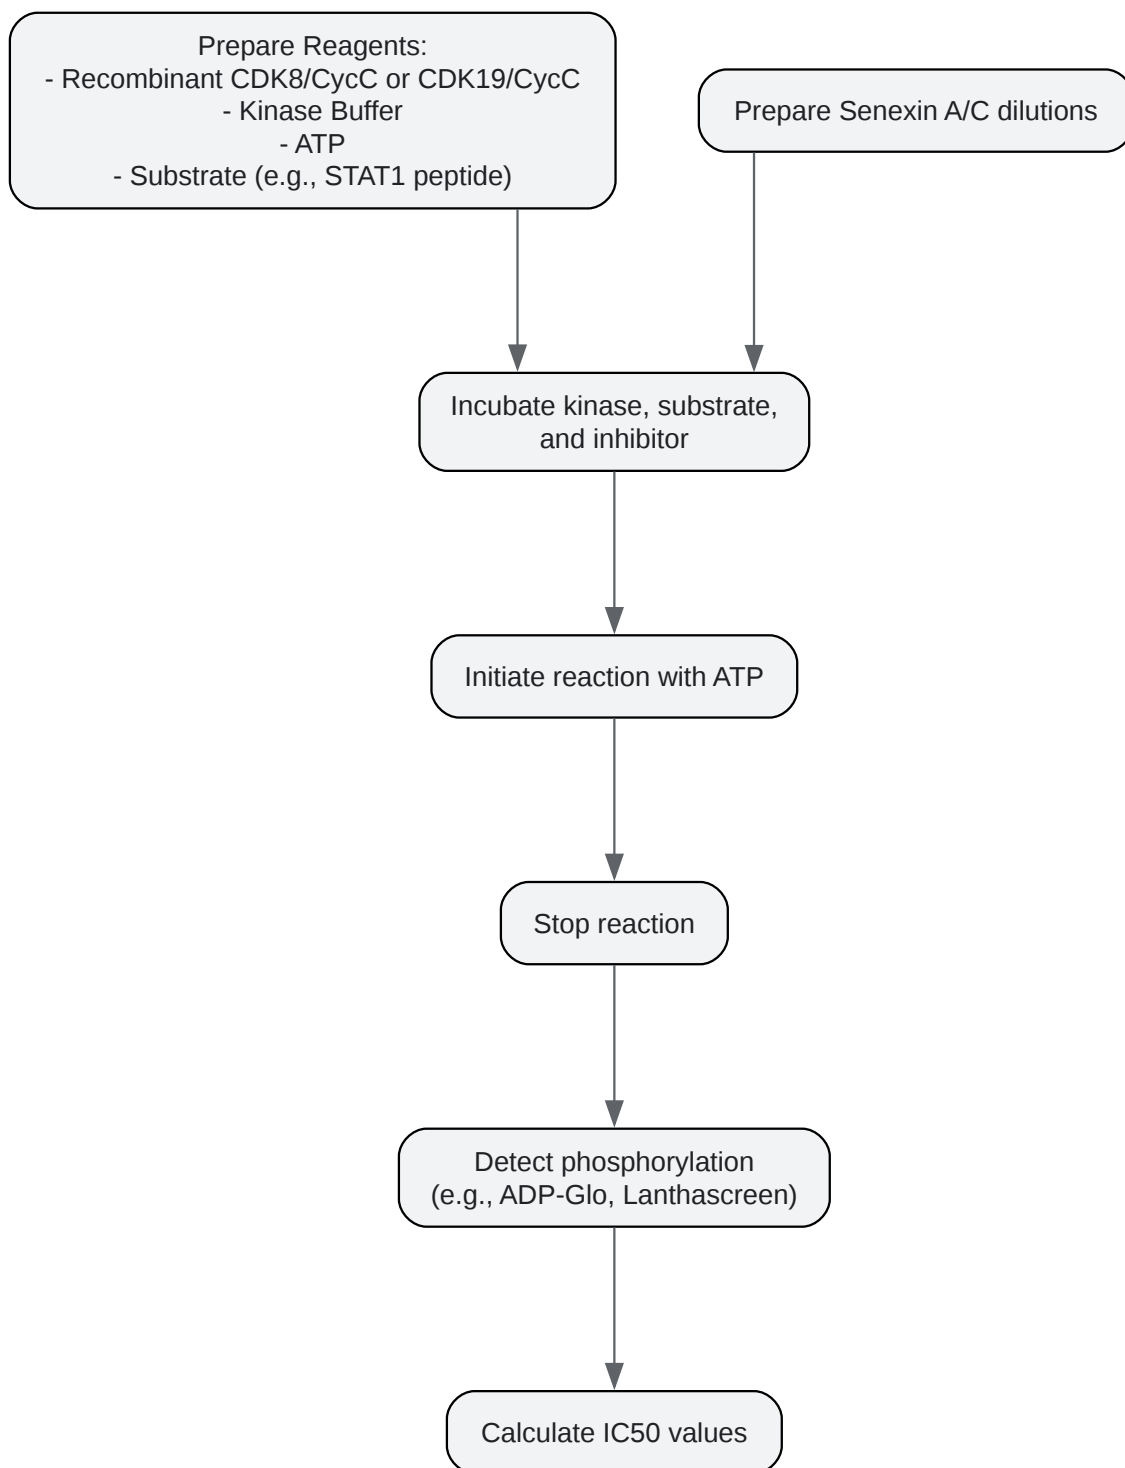 Prepare Reagents:
- Recombinant CDK8/CycC or CDK19/CycC
- Kinase Buffer
- ATP
- Substrate (e.g., STAT1 peptide)
Prepare Senexin A/C dilutions
Incubate kinase, substrate,
and inhibitor
Initiate reaction with ATP
Stop reaction
Detect phosphorylation
(e.g., ADP-Glo, Lanthascreen)
Calculate IC50 values